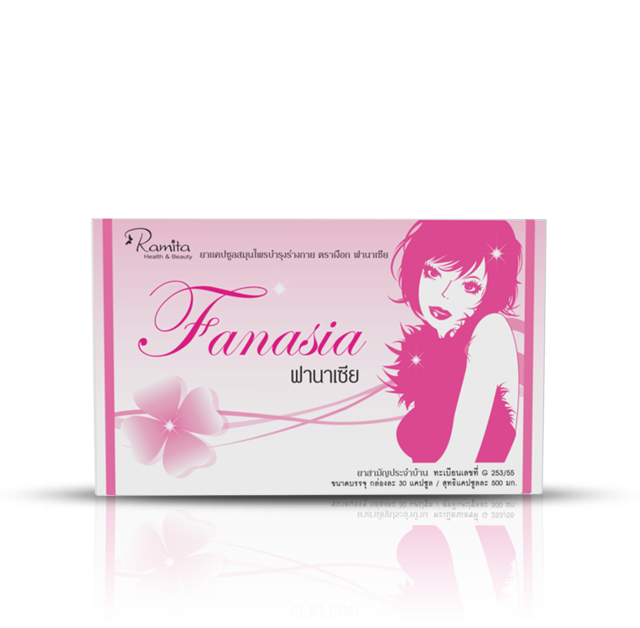 Ramita
Health & Beauty
ยาแคปซูลสมุนไพรบำรุงร่างกาย ตราเผือก ฟานาเซีย
Fanasia
ฟานาเซีย
ยาสามัญประจำบ้าน ทะเบียนเลขที่ G 253/55
ขนาดบรรจุ กล่องละ 30 แคปซูล / สุทธิแคปซูลละ 500 มก.